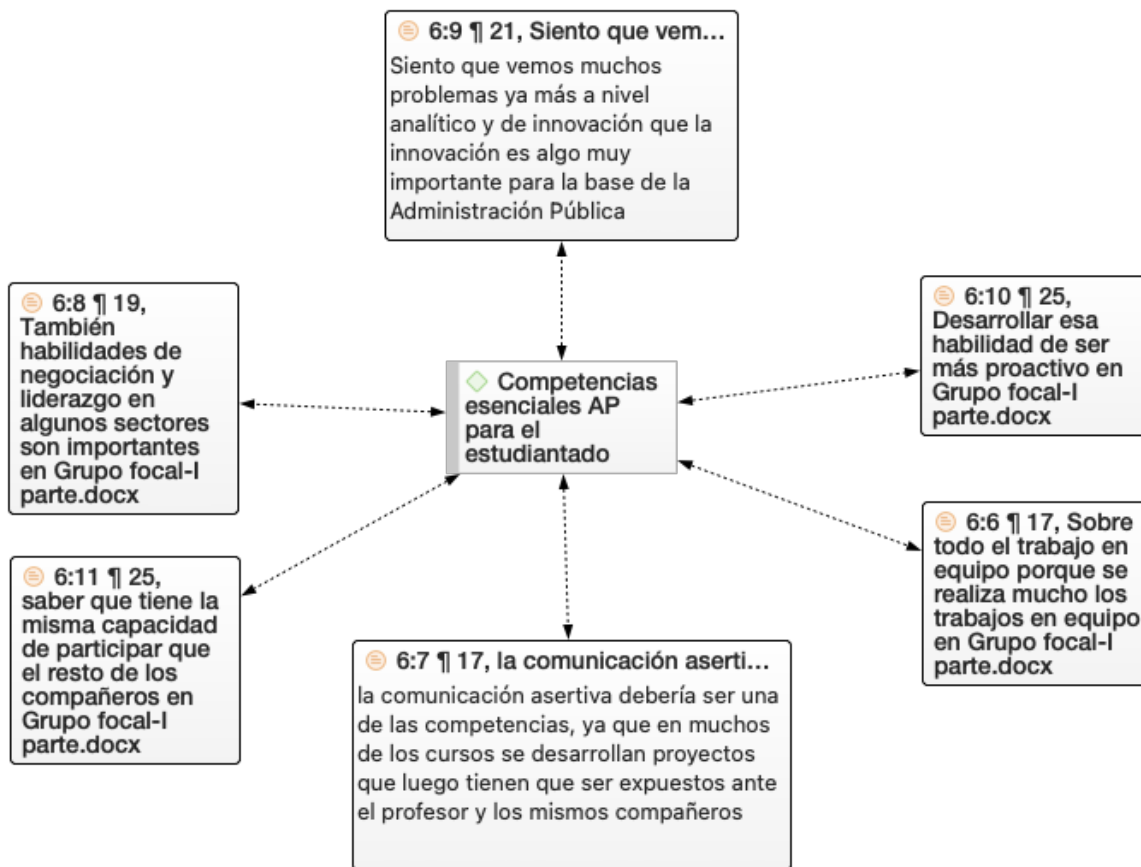 6:9 ¶ 21, Siento que vem...
Siento que vemos muchos
problemas ya más a nivel
analítico y de innovación que la
innovación es algo muy
importante para la base de la
Administración Pública
6:8 ¶ 19,
También
habilidades de
negociación y
liderazgo en
algunos sectores
son importantes
en Grupo focal-I
parte.docx
6:10 ¶ 25,
Desarrollar esa
habilidad de ser
más proactivo en
Grupo focal-I
parte.docx
Competencias
esenciales AP
para el
estudiantado
6:11 ¶ 25,
saber que tiene la
misma capacidad
de participar que
el resto de los
compañeros en
Grupo focal-I
parte.docx
6:6 ¶ 17, Sobre
todo el trabajo en
equipo porque se
realiza mucho los
trabajos en equipo
en Grupo focal-I
parte.docx
6:7 ¶ 17, la comunicación aserti...
la comunicación asertiva debería ser una
de las competencias, ya que en muchos
de los cursos se desarrollan proyectos
que luego tienen que ser expuestos ante
el profesor y los mismos compañeros